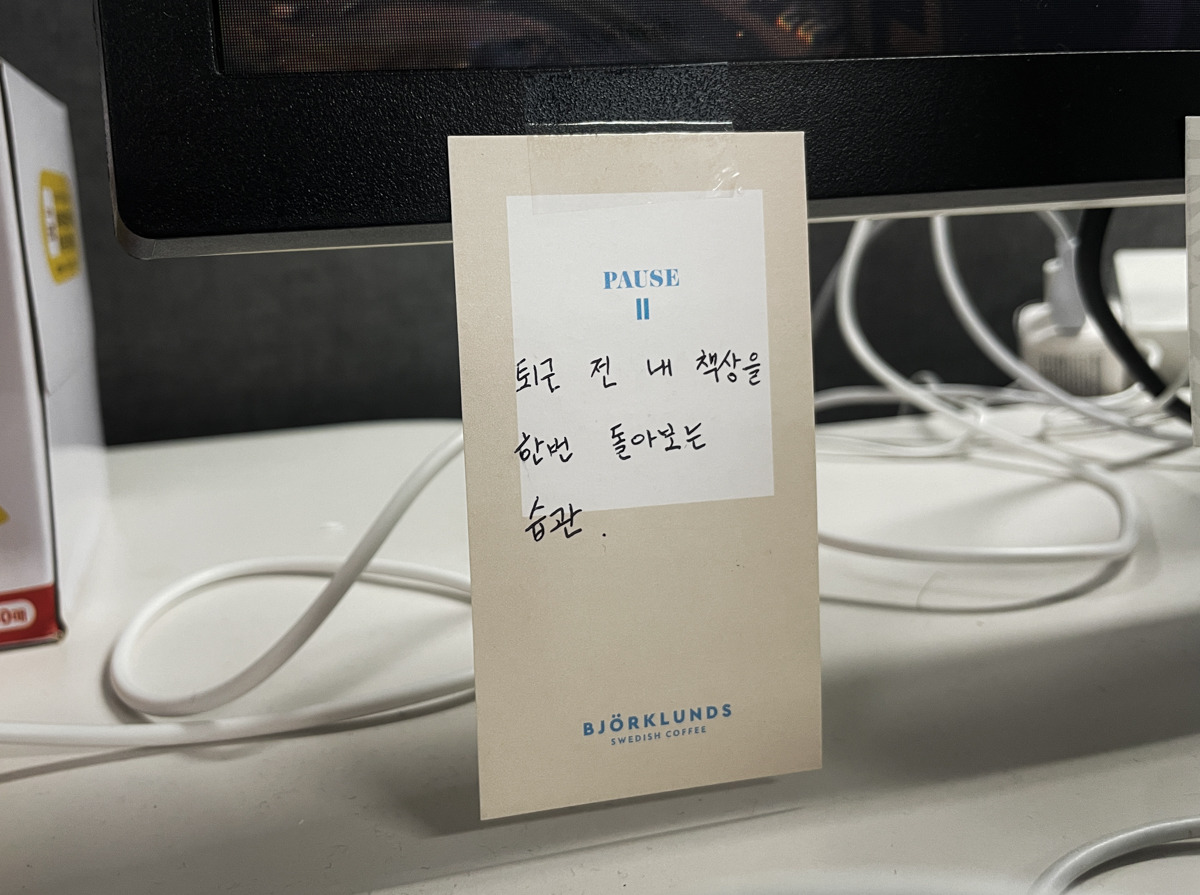 PAUSE
퇴근 전 내 책상을
한번 돌아보는
습관.
BJÖRKLUNDS
SWEDISH COFFEE